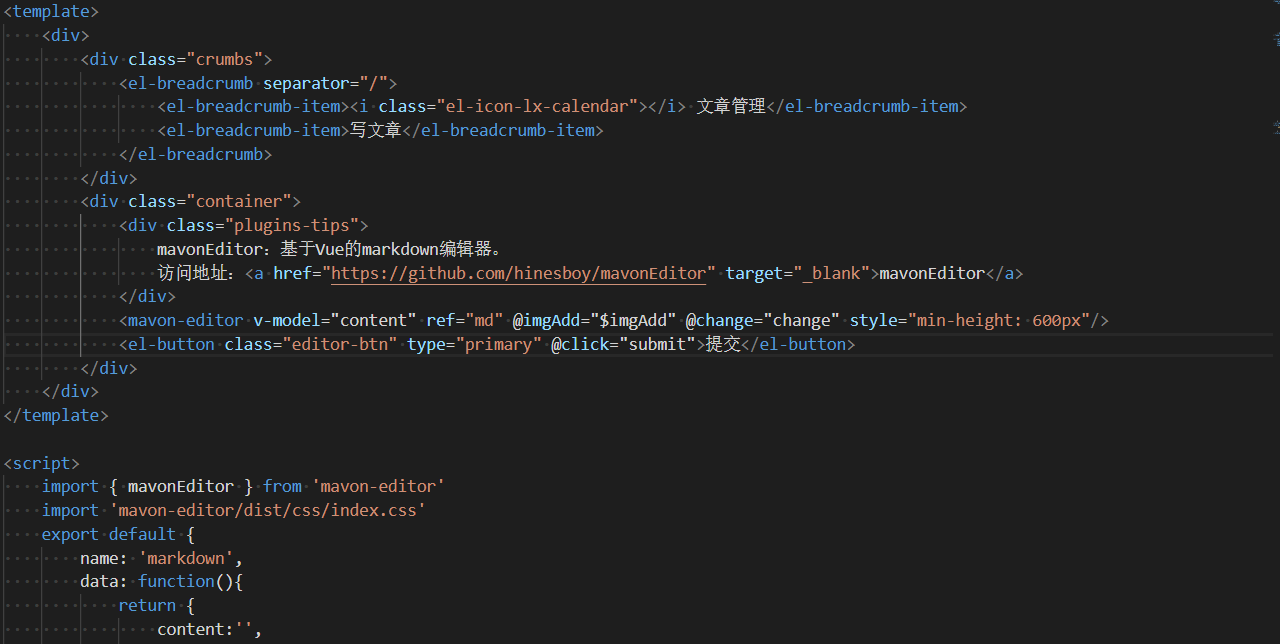 <template>
    <div>
        <div class="crumbs">
            <el-breadcrumb separator="/">
                <el-breadcrumb-item><i class="el-icon-lx-calendar"></i> 文章管理</el-breadcrumb-item>
                <el-breadcrumb-item>写文章</el-breadcrumb-item>
            </el-breadcrumb>
        </div>
        <div class="container">
            <div class="plugins-tips">
                mavonEditor：基于Vue的markdown编辑器。
                访问地址：<a href="https://github.com/hinesboy/mavonEditor" target="_blank">mavonEditor</a>
            </div>
            <mavon-editor v-model="content" ref="md" @imgAdd="$imgAdd" @change="change" style="min-height: 600px"/>
            <el-button class="editor-btn" type="primary" @click="submit">提交</el-button>
        </div>
    </div>
</template>

<script>
    import { mavonEditor } from 'mavon-editor'
    import 'mavon-editor/dist/css/index.css'
    export default {
        name: 'markdown',
        data: function(){
            return {
                content:'',